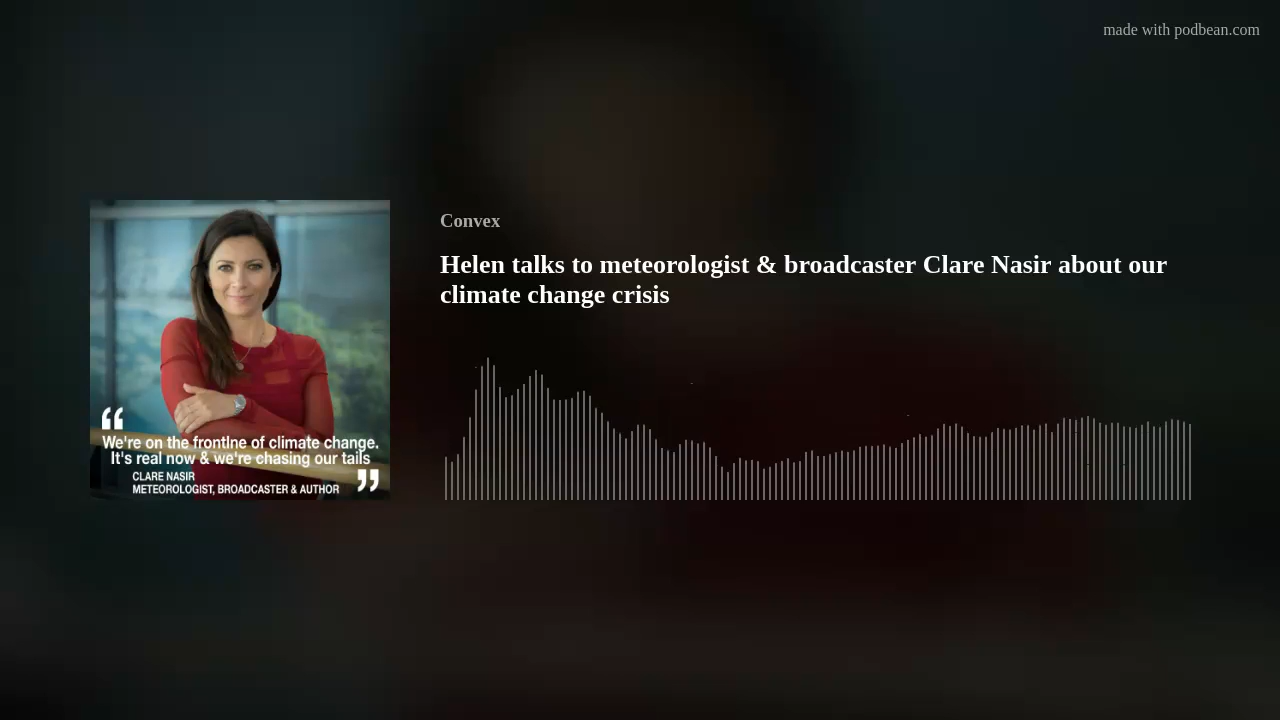 made with podbean.com
Convex
Helen talks to meteorologist & broadcaster Clare Nasir about our
climate change crisis
“
We're on the frontlne of climate change.
It's real now & we're chasing our tails
”
CLARE NASIR
METEOROLOGIST, BROADCASTER & AUTHOR